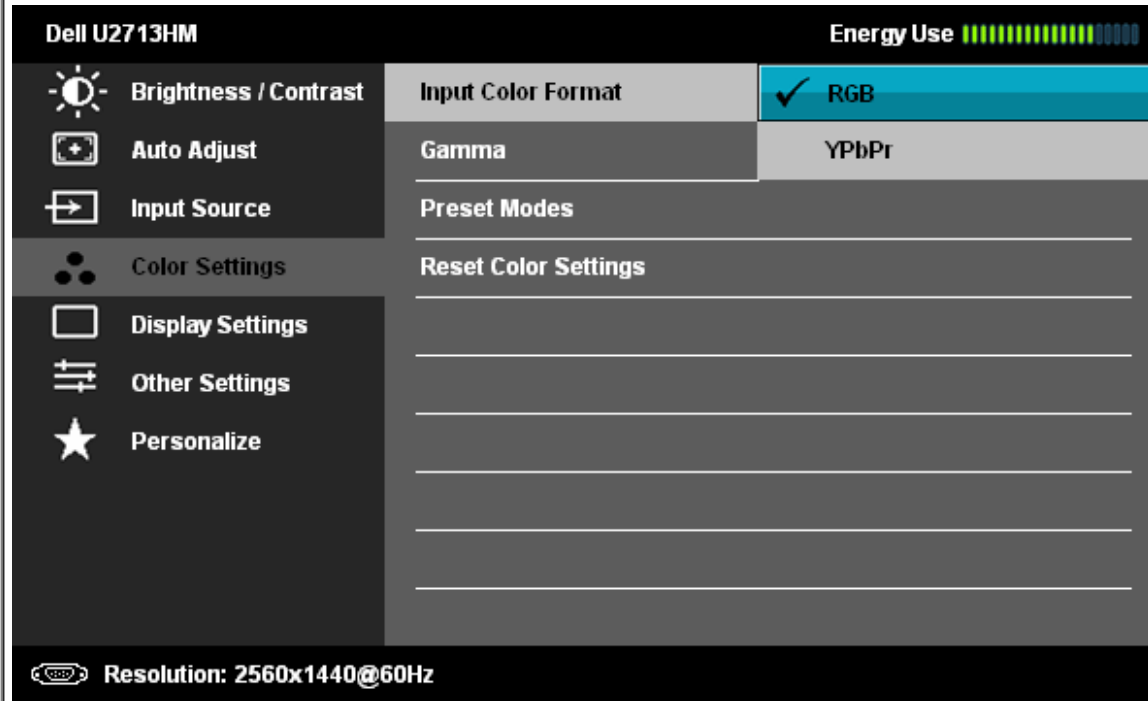 Dell U2713HM Energy Use
Brightness / Contrast Input Color Format RGB
Auto Adjust Gamma YPbPr
Input Source Preset Modes
Color Settings Reset Color Settings
Display Settings
Other Settings
Personalize
Resolution: 2560x1440@60Hz